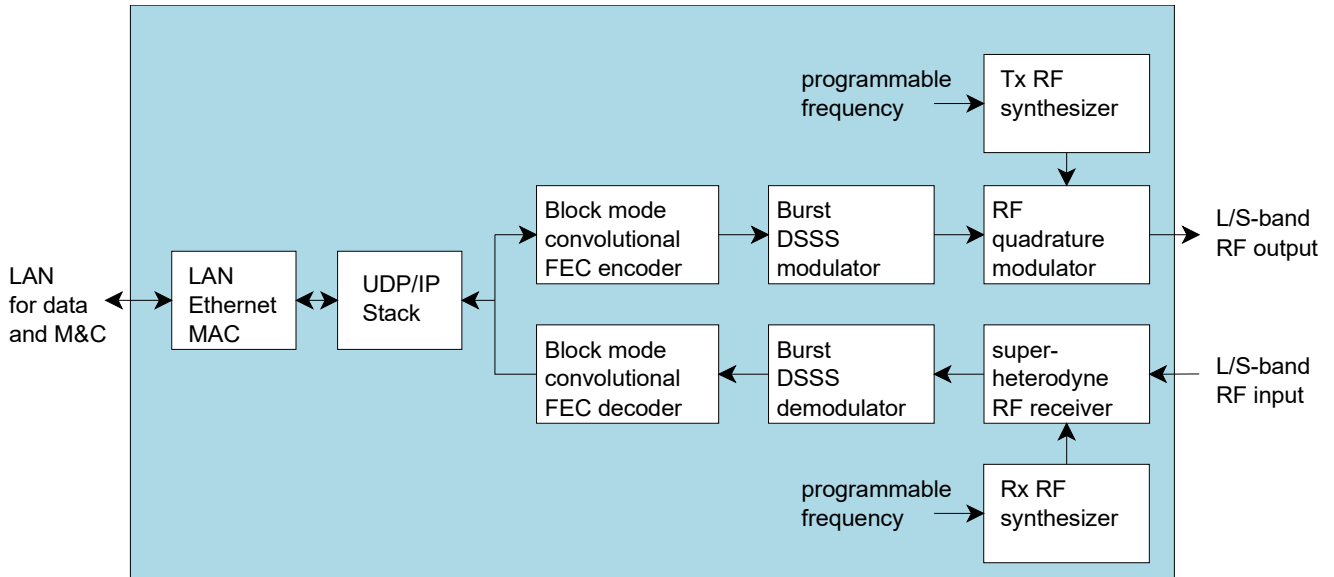 programmable
frequency
Tx RF
synthesizer
Block mode
convolutional
FEC encoder
Burst
DSSS
modulator
RF
quadrature
modulator
L/S-band
RF output
LAN
for data
and M&C
LAN
Ethernet
MAC
UDP/IP
Stack
Block mode
convolutional
FEC decoder
Burst
DSSS
demodulator
super-
heterodyne
RF receiver
L/S-band
RF input
programmable
frequency
Rx RF
synthesizer